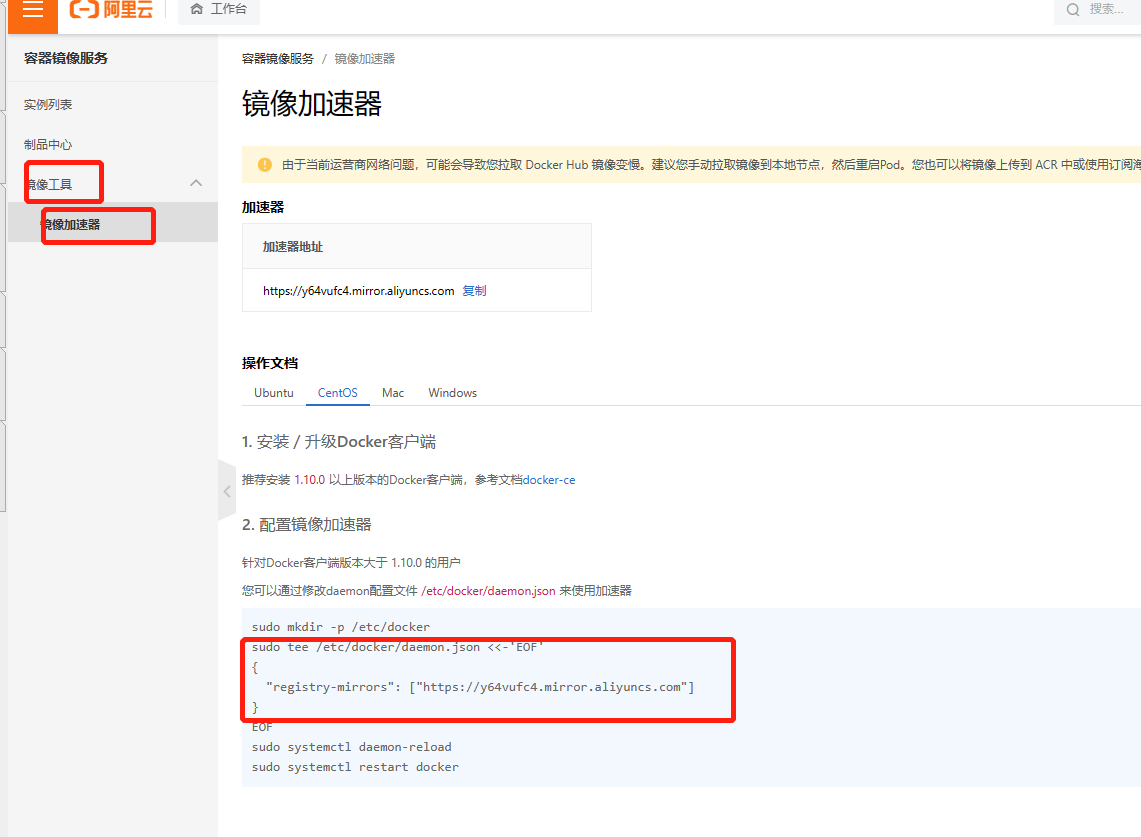 阿里云
工作台
搜索...
容器镜像服务
实例列表
制品中心
镜像工具
镜像加速器
容器镜像服务 / 镜像加速器
镜像加速器
由于当前运营商网络问题，可能会导致您拉取 Docker Hub 镜像变慢。建议您手动拉取镜像到本地节点，然后重启Pod。您也可以将镜像上传到 ACR 中或使用订阅海
加速器
加速器地址
https://y64vufc4.mirror.aliyuncs.com 复制
操作文档
Ubuntu CentOS Mac Windows
1. 安装 / 升级Docker客户端
推荐安装 1.10.0 以上版本的Docker客户端，参考文档docker-ce
2. 配置镜像加速器
针对Docker客户端版本大于 1.10.0 的用户
您可以通过修改daemon配置文件 /etc/docker/daemon.json 来使用加速器
sudo mkdir -p /etc/docker
sudo tee /etc/docker/daemon.json <<-'EOF'
{
"registry-mirrors": ["https://y64vufc4.mirror.aliyuncs.com"]
}
EOF
sudo systemctl daemon-reload
sudo systemctl restart docker